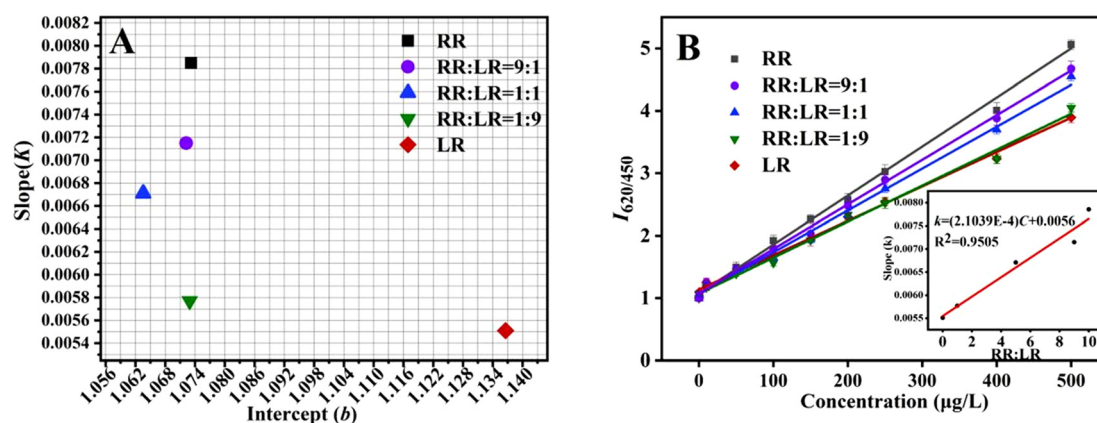 A
0.0082
0.0080
0.0078
0.0076
0.0074
0.0072
0.0070
0.0068
0.0066
0.0064
0.0062
0.0060
0.0058
0.0056
0.0054
Slope(K)
RR
RR:LR=9:1
RR:LR=1:1
RR:LR=1:9
LR
1.056
1.062
1.068
1.074
1.080
1.086
1.092
1.098
1.104
1.110
1.116
1.122
1.128
1.134
1.140
Intercept (b)
B
5
4
3
2
1
0
I620/450
RR
RR:LR=9:1
RR:LR=1:1
RR:LR=1:9
LR
0
100
200
300
400
500
Concentration (µg/L)
k=(2.1039E-4)C+0.0056
R²=0.9505
0.0080
0.0070
0.0060
0.0055
Slope (k)
0 2 4 6 8 10
RR:LR